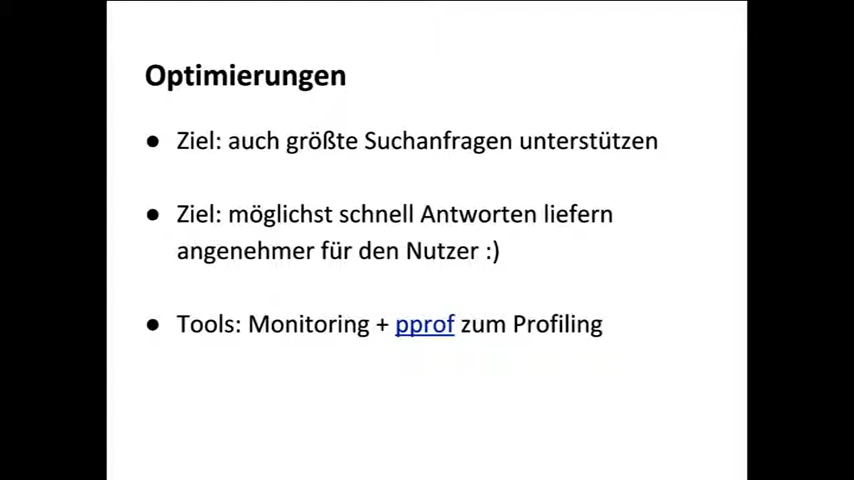 Optimierungen
● Ziel: auch größte Suchanfragen unterstützen
● Ziel: möglichst schnell Antworten liefern
angenehmer für den Nutzer :)
● Tools: Monitoring + pprof zum Profiling